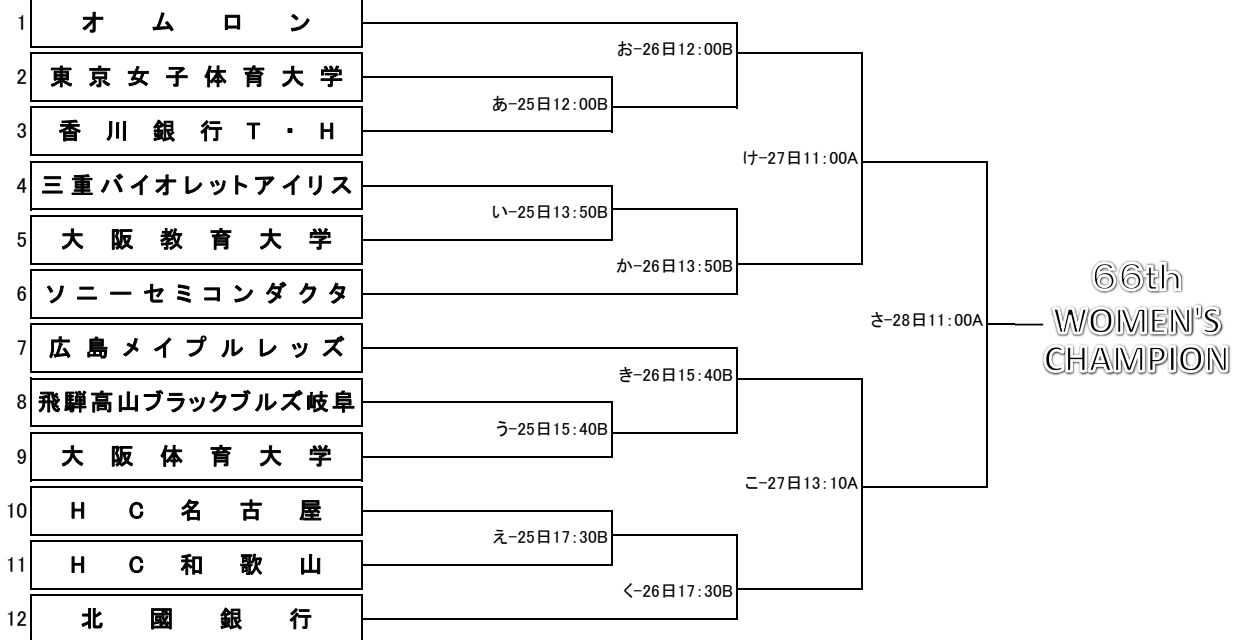 1 オムロン
お-26日12:00B
2 東京女子体育大学
あ-25日12:00B
3 香川銀行T・H
け-27日11:00A
4 三重バイオレットアイリス
い-25日13:50B
5 大阪教育大学
か-26日13:50B
6 ソニーセミコンダクタ
さ-28日11:00A
66th
WOMEN'S
CHAMPION
7 広島メイプルレッズ
き-26日15:40B
8 飛騨高山ブラックブルズ岐阜
う-25日15:40B
9 大阪体育大学
こ-27日13:10A
10 HC名古屋
え-25日17:30B
11 HC和歌山
く-26日17:30B
12 北國銀行